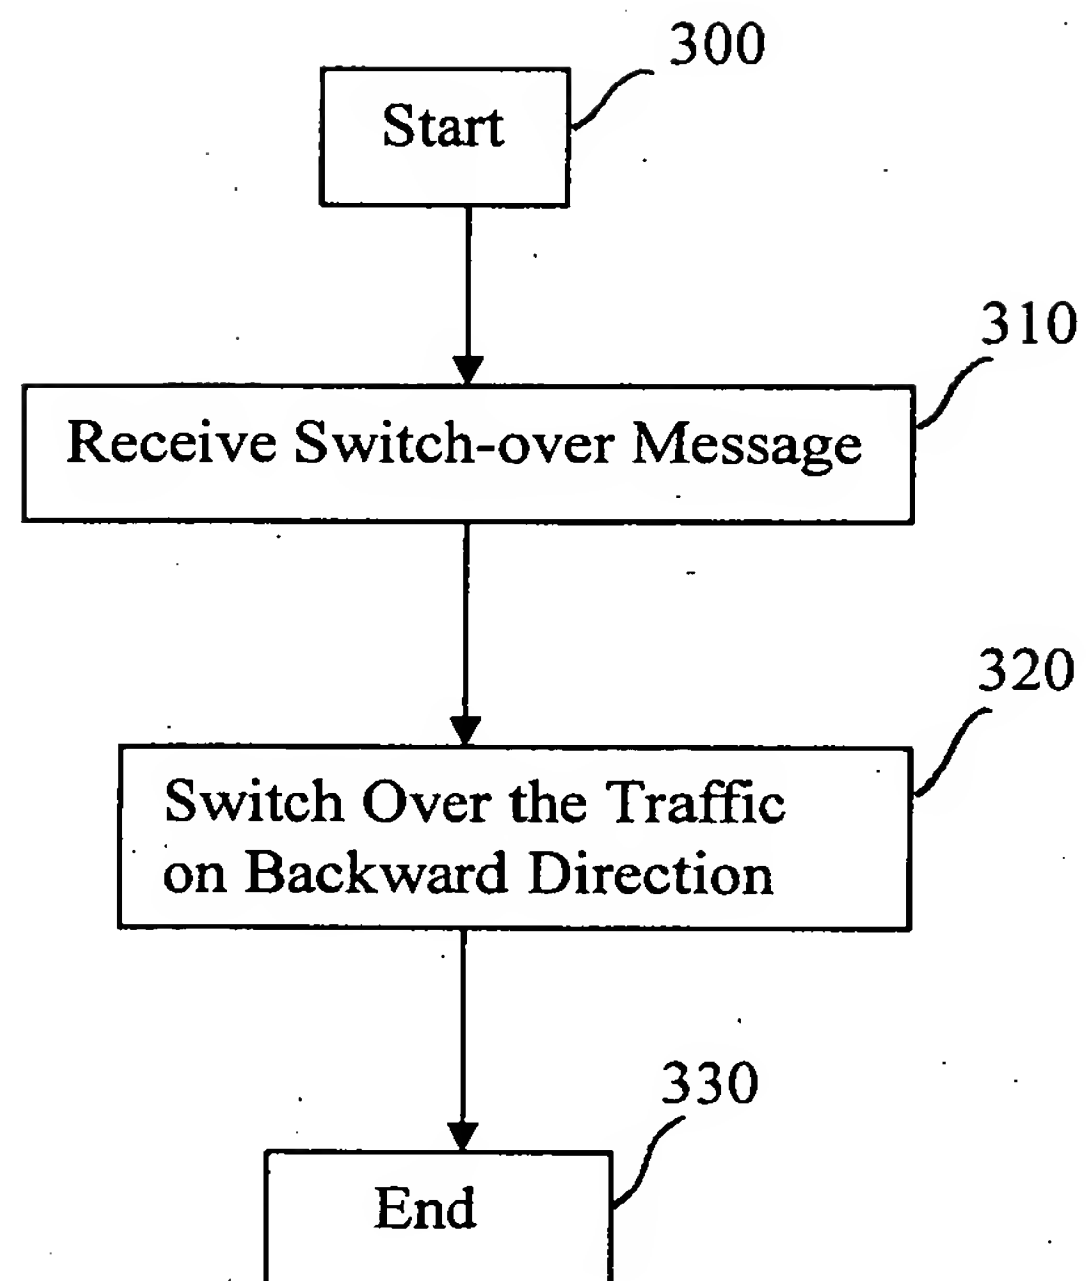 300
Start
310
Receive Switch-over Message
320
Switch Over the Traffic
on Backward Direction
330
End